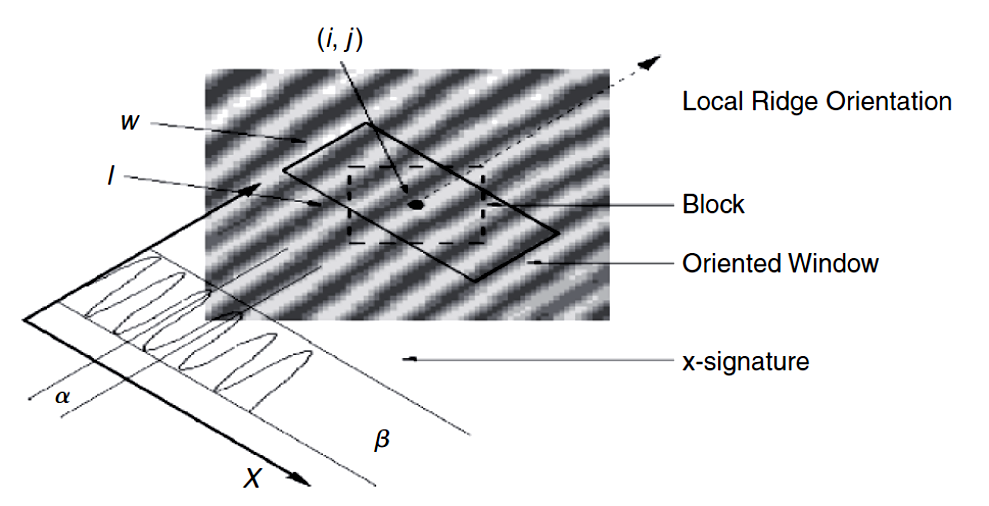 (i, j)
Local Ridge Orientation
w
l
Block
Oriented Window
x-signature
α
β
X